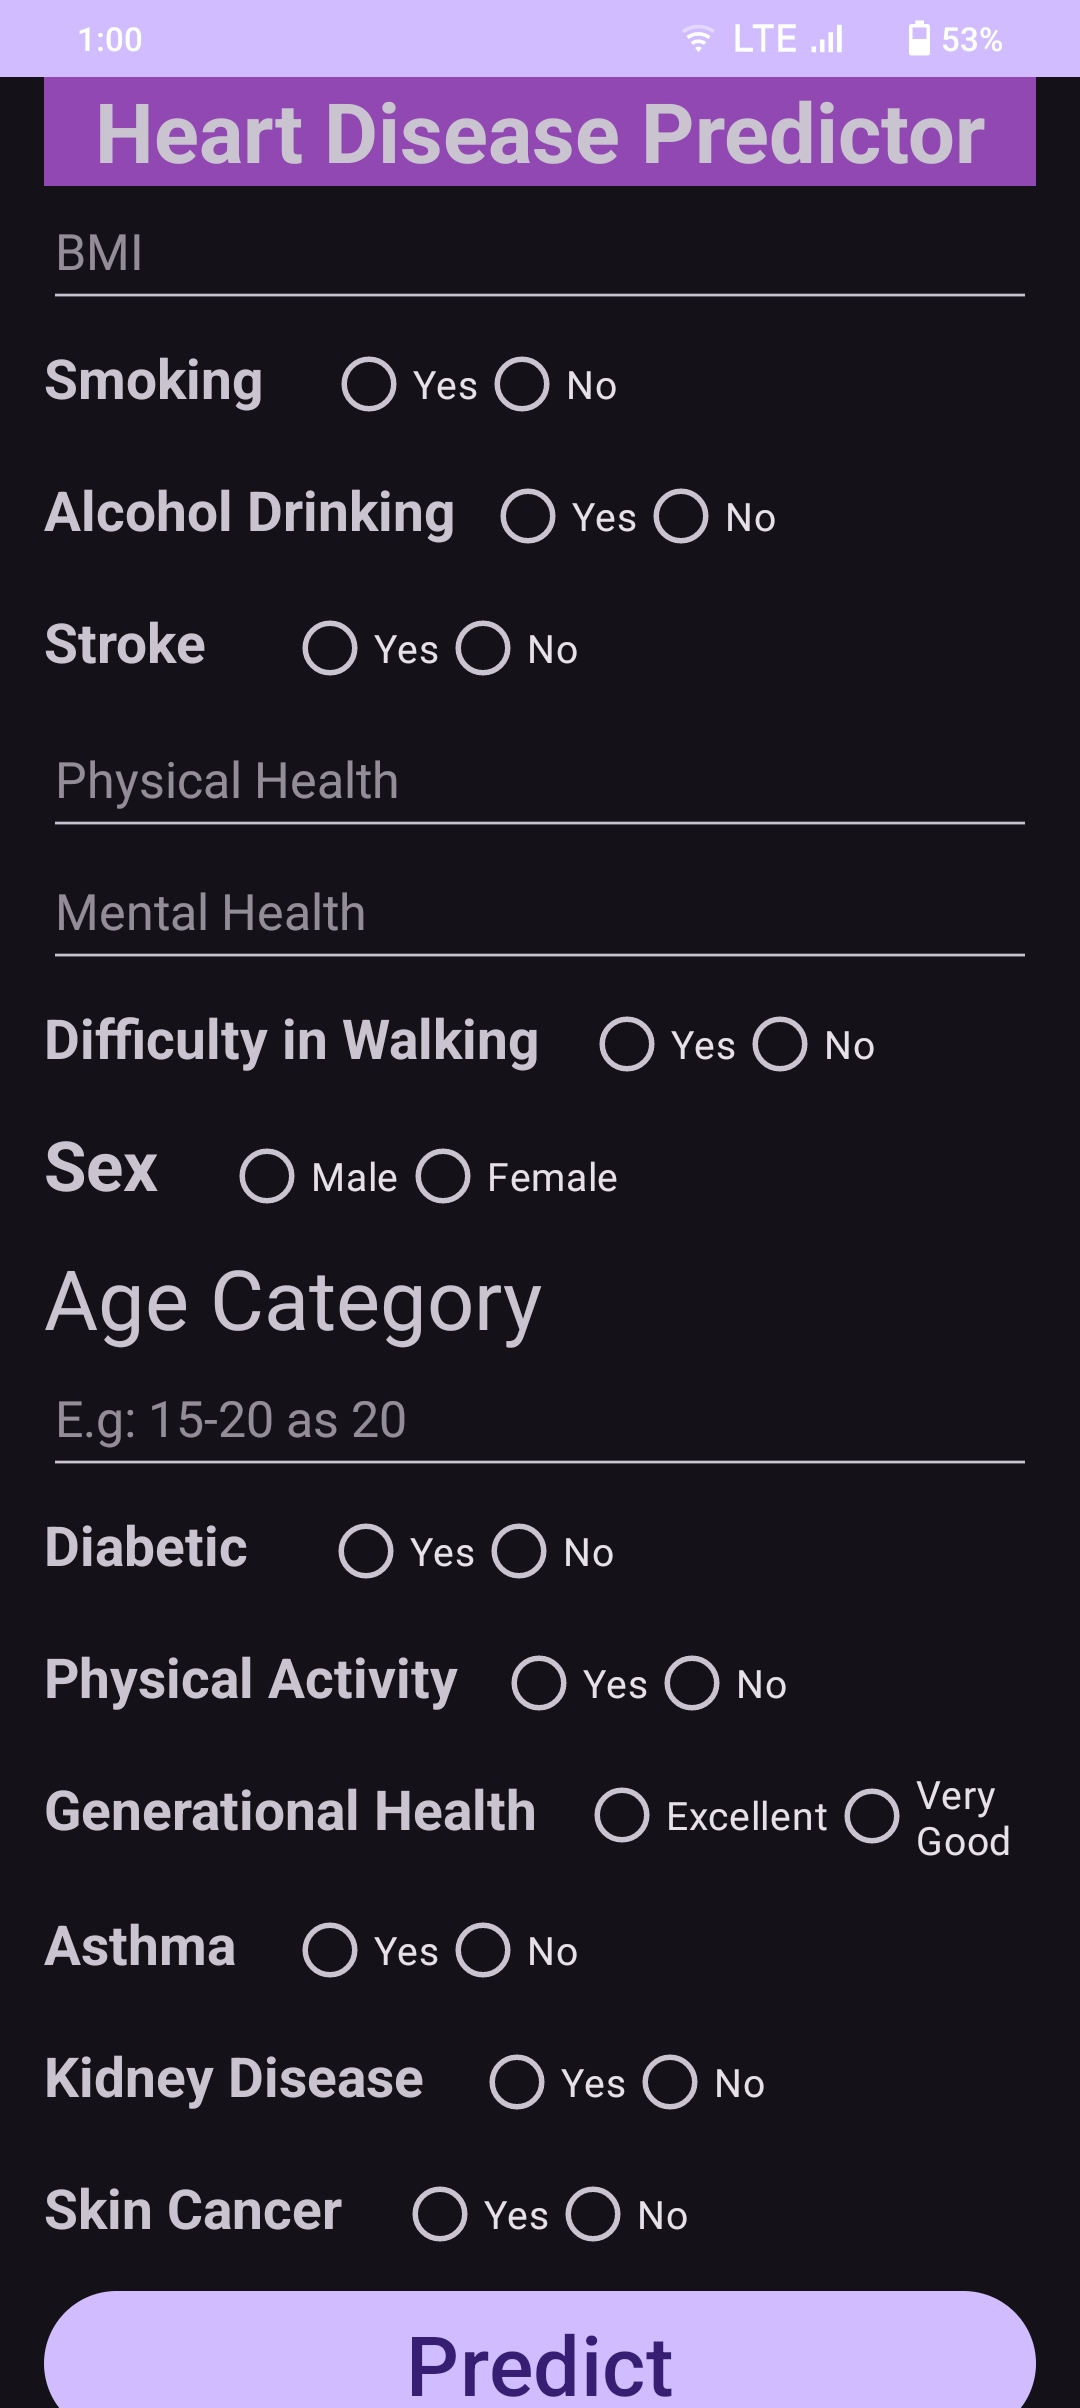 1:00 LTE 53%
Heart Disease Predictor
BMI
Smoking Yes No
Alcohol Drinking Yes No
Stroke Yes No
Physical Health
Mental Health
Difficulty in Walking Yes No
Sex Male Female
Age Category
E.g: 15-20 as 20
Diabetic Yes No
Physical Activity Yes No
Generational Health Excellent Very
Good
Asthma Yes No
Kidney Disease Yes No
Skin Cancer Yes No
Predict